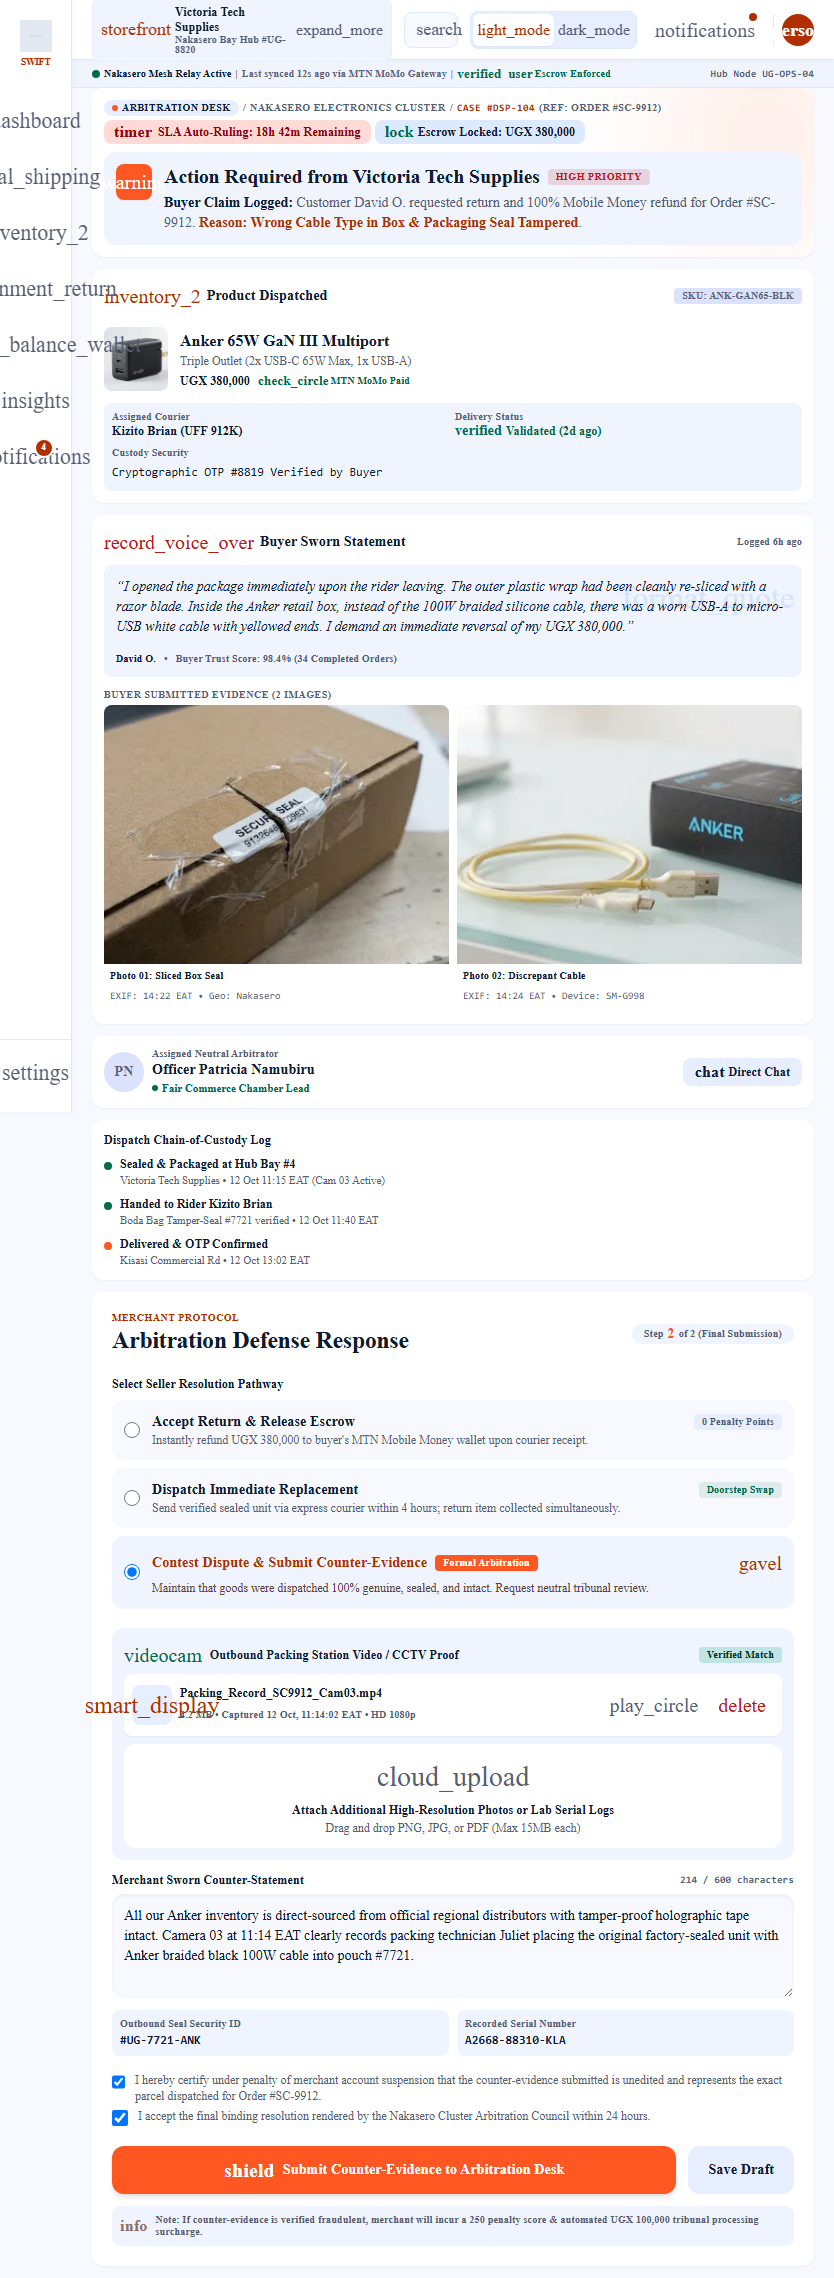 storefront
Victoria Tech
Supplies
Nakasero Bay Hub #UG-
8820
expand_more
search
light_mode
dark_mode
notifications
erso
SWIFT
Nakasero Mesh Relay Active | Last synced 12s ago via MTN MoMo Gateway | verified_user Escrow Enforced
Hub Node UG-OPS-04
ashboard
al_shipping
ventory_2
nment_return
_balance_wallet
insights
otifications
4
settings
ARBITRATION DESK / NAKASERO ELECTRONICS CLUSTER / CASE #DSP-104 (REF: ORDER #SC-9912)
timer SLA Auto-Ruling: 18h 42m Remaining
lock Escrow Locked: UGX 380,000
warning
Action Required from Victoria Tech Supplies
HIGH PRIORITY
Buyer Claim Logged: Customer David O. requested return and 100% Mobile Money refund for Order #SC-
9912. Reason: Wrong Cable Type in Box & Packaging Seal Tampered.
inventory_2 Product Dispatched
SKU: ANK-GAN65-BLK
Anker 65W GaN III Multiport
Triple Outlet (2x USB-C 65W Max, 1x USB-A)
UGX 380,000 check_circle MTN MoMo Paid
Assigned Courier
Kizito Brian (UFF 912K)
Delivery Status
verified Validated (2d ago)
Custody Security
Cryptographic OTP #8819 Verified by Buyer
record_voice_over Buyer Sworn Statement
Logged 6h ago
format_quote
“I opened the package immediately upon the rider leaving. The outer plastic wrap had been cleanly re-sliced with a
razor blade. Inside the Anker retail box, instead of the 100W braided silicone cable, there was a worn USB-A to micro-
USB white cable with yellowed ends. I demand an immediate reversal of my UGX 380,000.”
David O. • Buyer Trust Score: 98.4% (34 Completed Orders)
BUYER SUBMITTED EVIDENCE (2 IMAGES)
SECURE SEAL
ANKER
Photo 01: Sliced Box Seal
EXIF: 14:22 EAT • Geo: Nakasero
Photo 02: Discrepant Cable
EXIF: 14:24 EAT • Device: SM-G998
PN
Assigned Neutral Arbitrator
Officer Patricia Namubiru
Fair Commerce Chamber Lead
chat Direct Chat
Dispatch Chain-of-Custody Log
Sealed & Packaged at Hub Bay #4
Victoria Tech Supplies • 12 Oct 11:15 EAT (Cam 03 Active)
Handed to Rider Kizito Brian
Boda Bag Tamper-Seal #7721 verified • 12 Oct 11:40 EAT
Delivered & OTP Confirmed
Kisasi Commercial Rd • 12 Oct 13:02 EAT
MERCHANT PROTOCOL
Arbitration Defense Response
Step 2 of 2 (Final Submission)
Select Seller Resolution Pathway
Accept Return & Release Escrow
0 Penalty Points
Instantly refund UGX 380,000 to buyer's MTN Mobile Money wallet upon courier receipt.
Dispatch Immediate Replacement
Doorstep Swap
Send verified sealed unit via express courier within 4 hours; return item collected simultaneously.
Contest Dispute & Submit Counter-Evidence
Formal Arbitration
gavel
Maintain that goods were dispatched 100% genuine, sealed, and intact. Request neutral tribunal review.
videocam Outbound Packing Station Video / CCTV Proof
Verified Match
smart_display
Packing_Record_SC9912_Cam03.mp4
MB • Captured 12 Oct, 11:14:02 EAT • HD 1080p
play_circle
delete
cloud_upload
Attach Additional High-Resolution Photos or Lab Serial Logs
Drag and drop PNG, JPG, or PDF (Max 15MB each)
Merchant Sworn Counter-Statement
214 / 600 characters
All our Anker inventory is direct-sourced from official regional distributors with tamper-proof holographic tape
intact. Camera 03 at 11:14 EAT clearly records packing technician Juliet placing the original factory-sealed unit with
Anker braided black 100W cable into pouch #7721.
Outbound Seal Security ID
#UG-7721-ANK
Recorded Serial Number
A2668-88310-KLA
I hereby certify under penalty of merchant account suspension that the counter-evidence submitted is unedited and represents the exact
parcel dispatched for Order #SC-9912.
I accept the final binding resolution rendered by the Nakasero Cluster Arbitration Council within 24 hours.
shield Submit Counter-Evidence to Arbitration Desk
Save Draft
info
Note: If counter-evidence is verified fraudulent, merchant will incur a 250 penalty score & automated UGX 100,000 tribunal processing
surcharge.